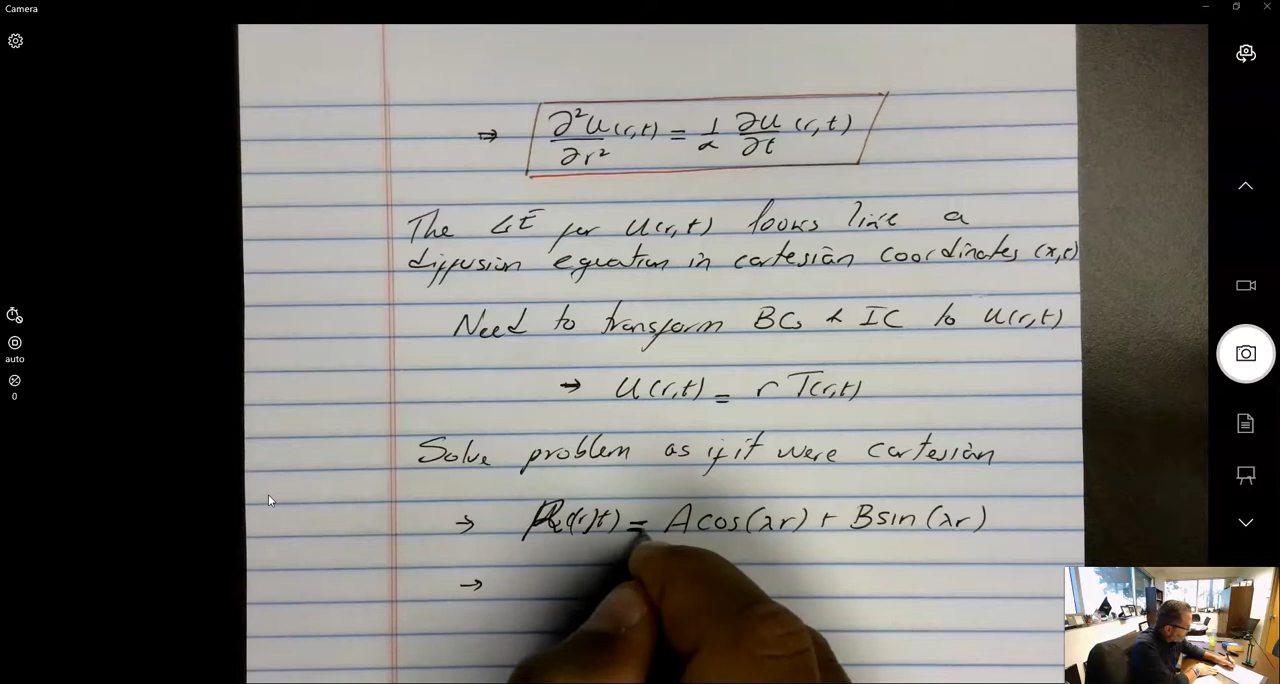 Camera
⇒ ∂²U(r,t)/∂r² = 1/α ∂U/∂t (r,t)
The GE for U(r,t) looks like a
diffusion equation in cartesian coordinates (x,t)
Need to transform BCs & IC to U(r,t)
→ U(r,t) = r T(r,t)
auto
Solve problem as if it were cartesian
0
→ (r,t) = A cos(λr) + B sin(λr)
→